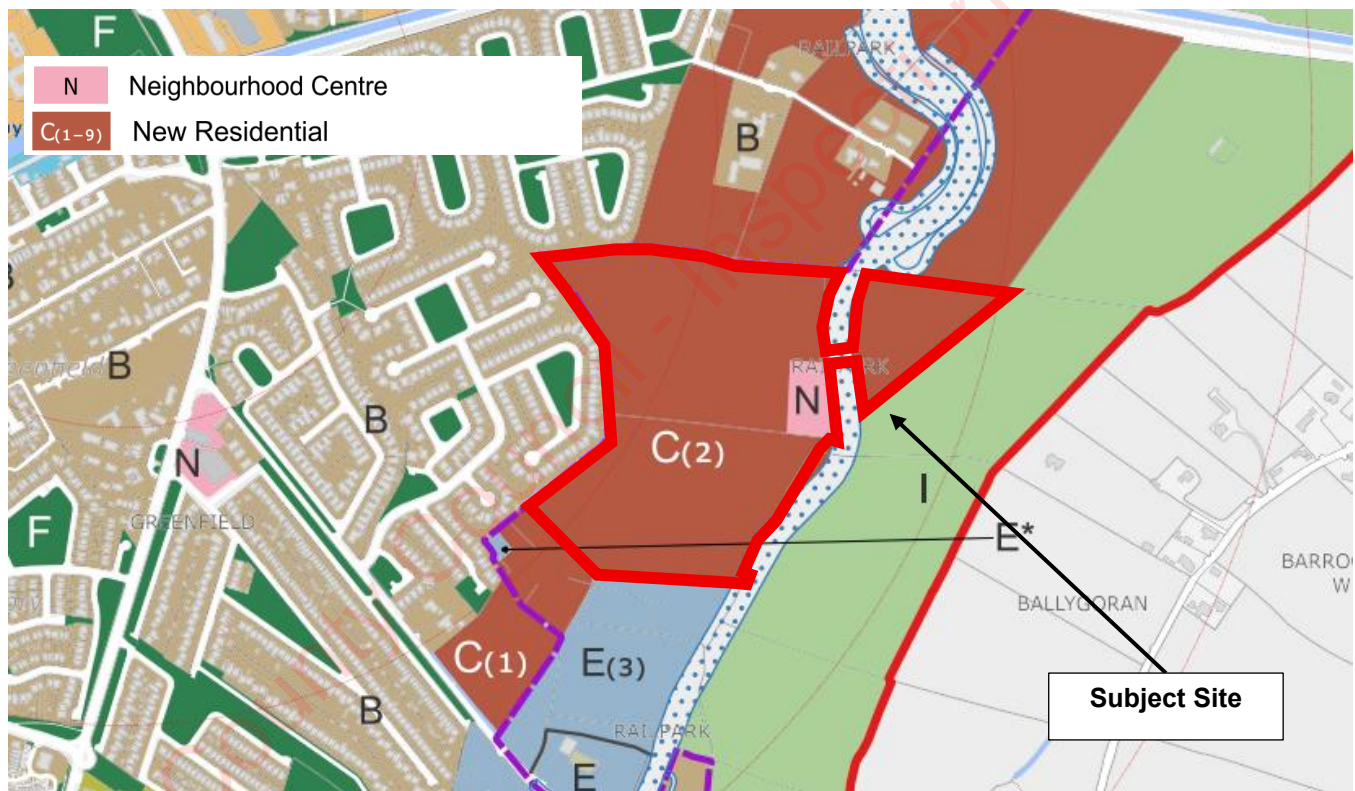 F
RAILPARK
N Neighbourhood Centre
C(1-9) New Residential
B
B
B
RAILPARK
N
C(2)
N
I
F
GREENFIELD
E*
BALLYGORAN
C(1)
E(3)
B
Subject Site
RAILPARK
E